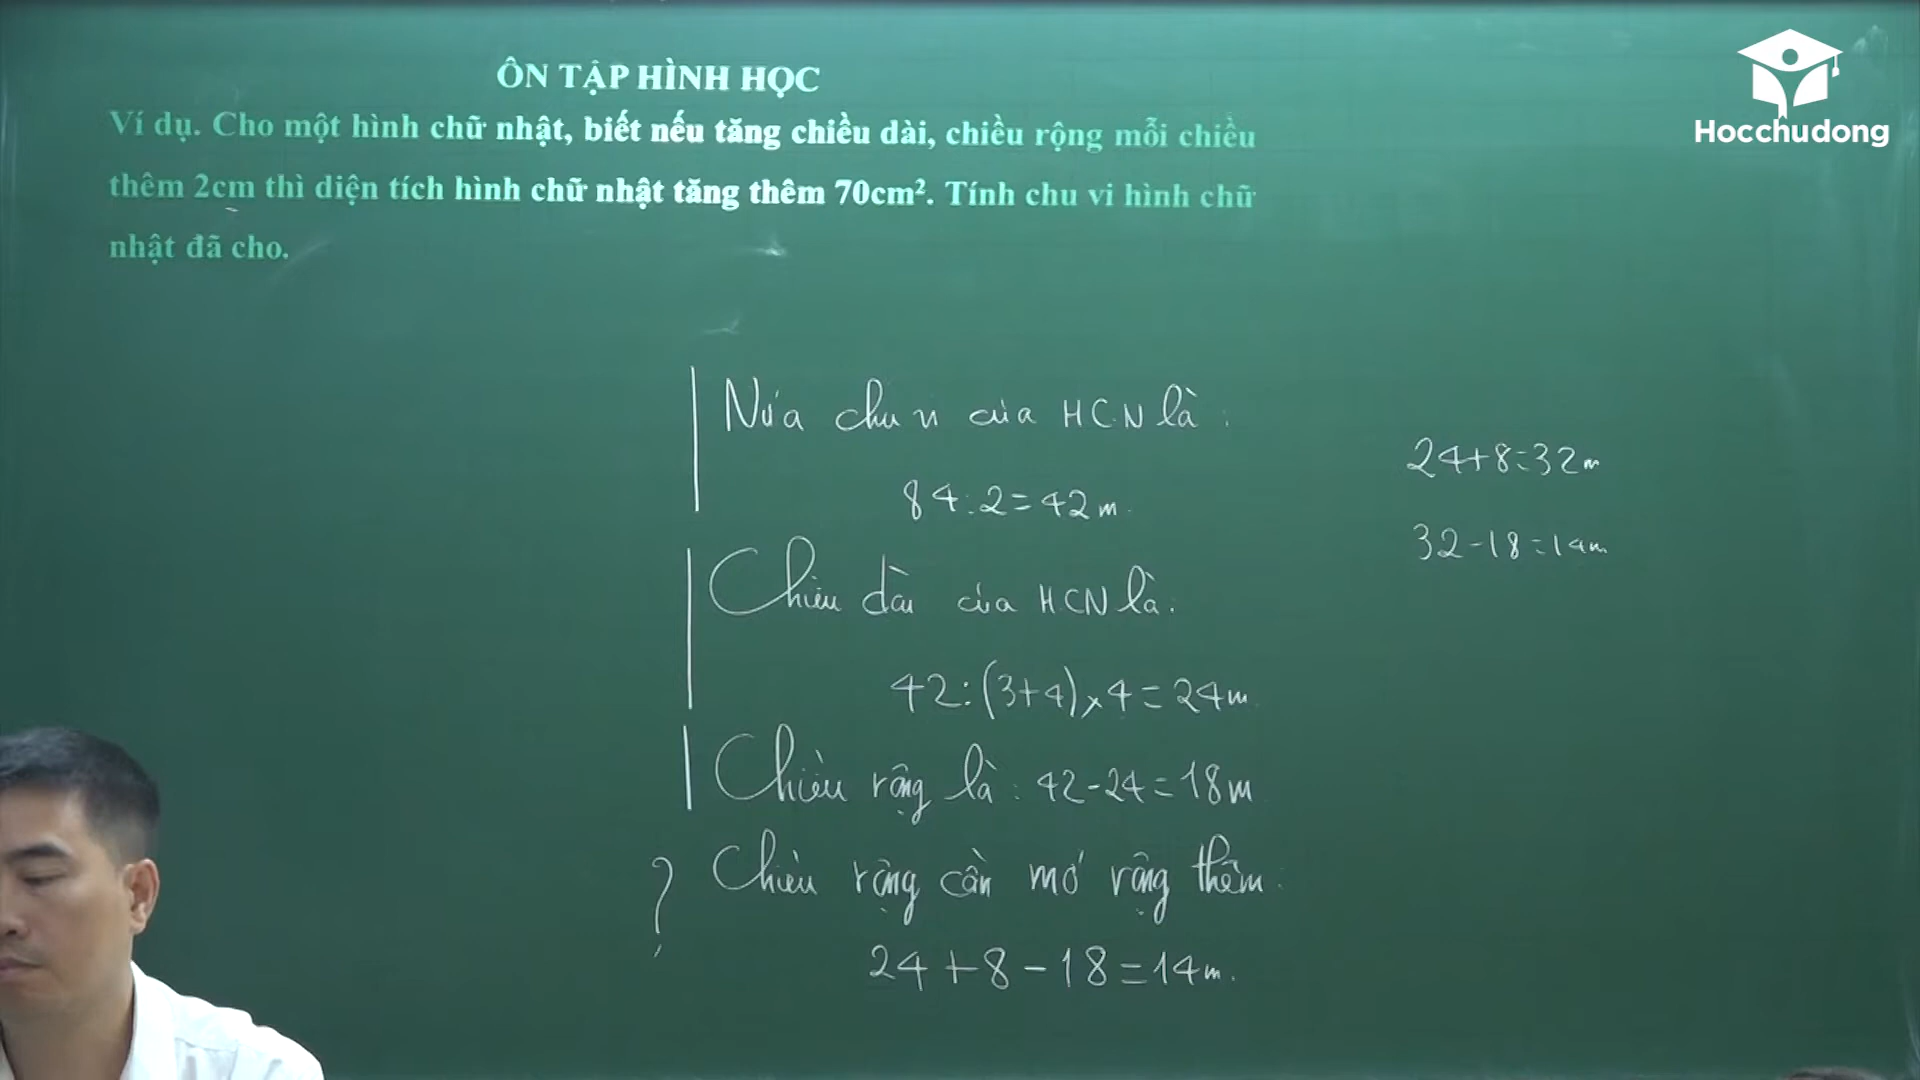 Hocchudong
ÔN TẬP HÌNH HỌC
Ví dụ. Cho một hình chữ nhật, biết nếu tăng chiều dài, chiều rộng mỗi chiều
thêm 2cm thì diện tích hình chữ nhật tăng thêm 70cm². Tính chu vi hình chữ
nhật đã cho.
Nửa chu vi của HCN là:
84:2=42m.
Chiều dài của HCN là:
42:(3+4)×4=24m
Chiều rộng là: 42-24=18m
? Chiều rộng cần mở rộng thêm:
24+8-18=14m.
24+8=32m
32-18=14m